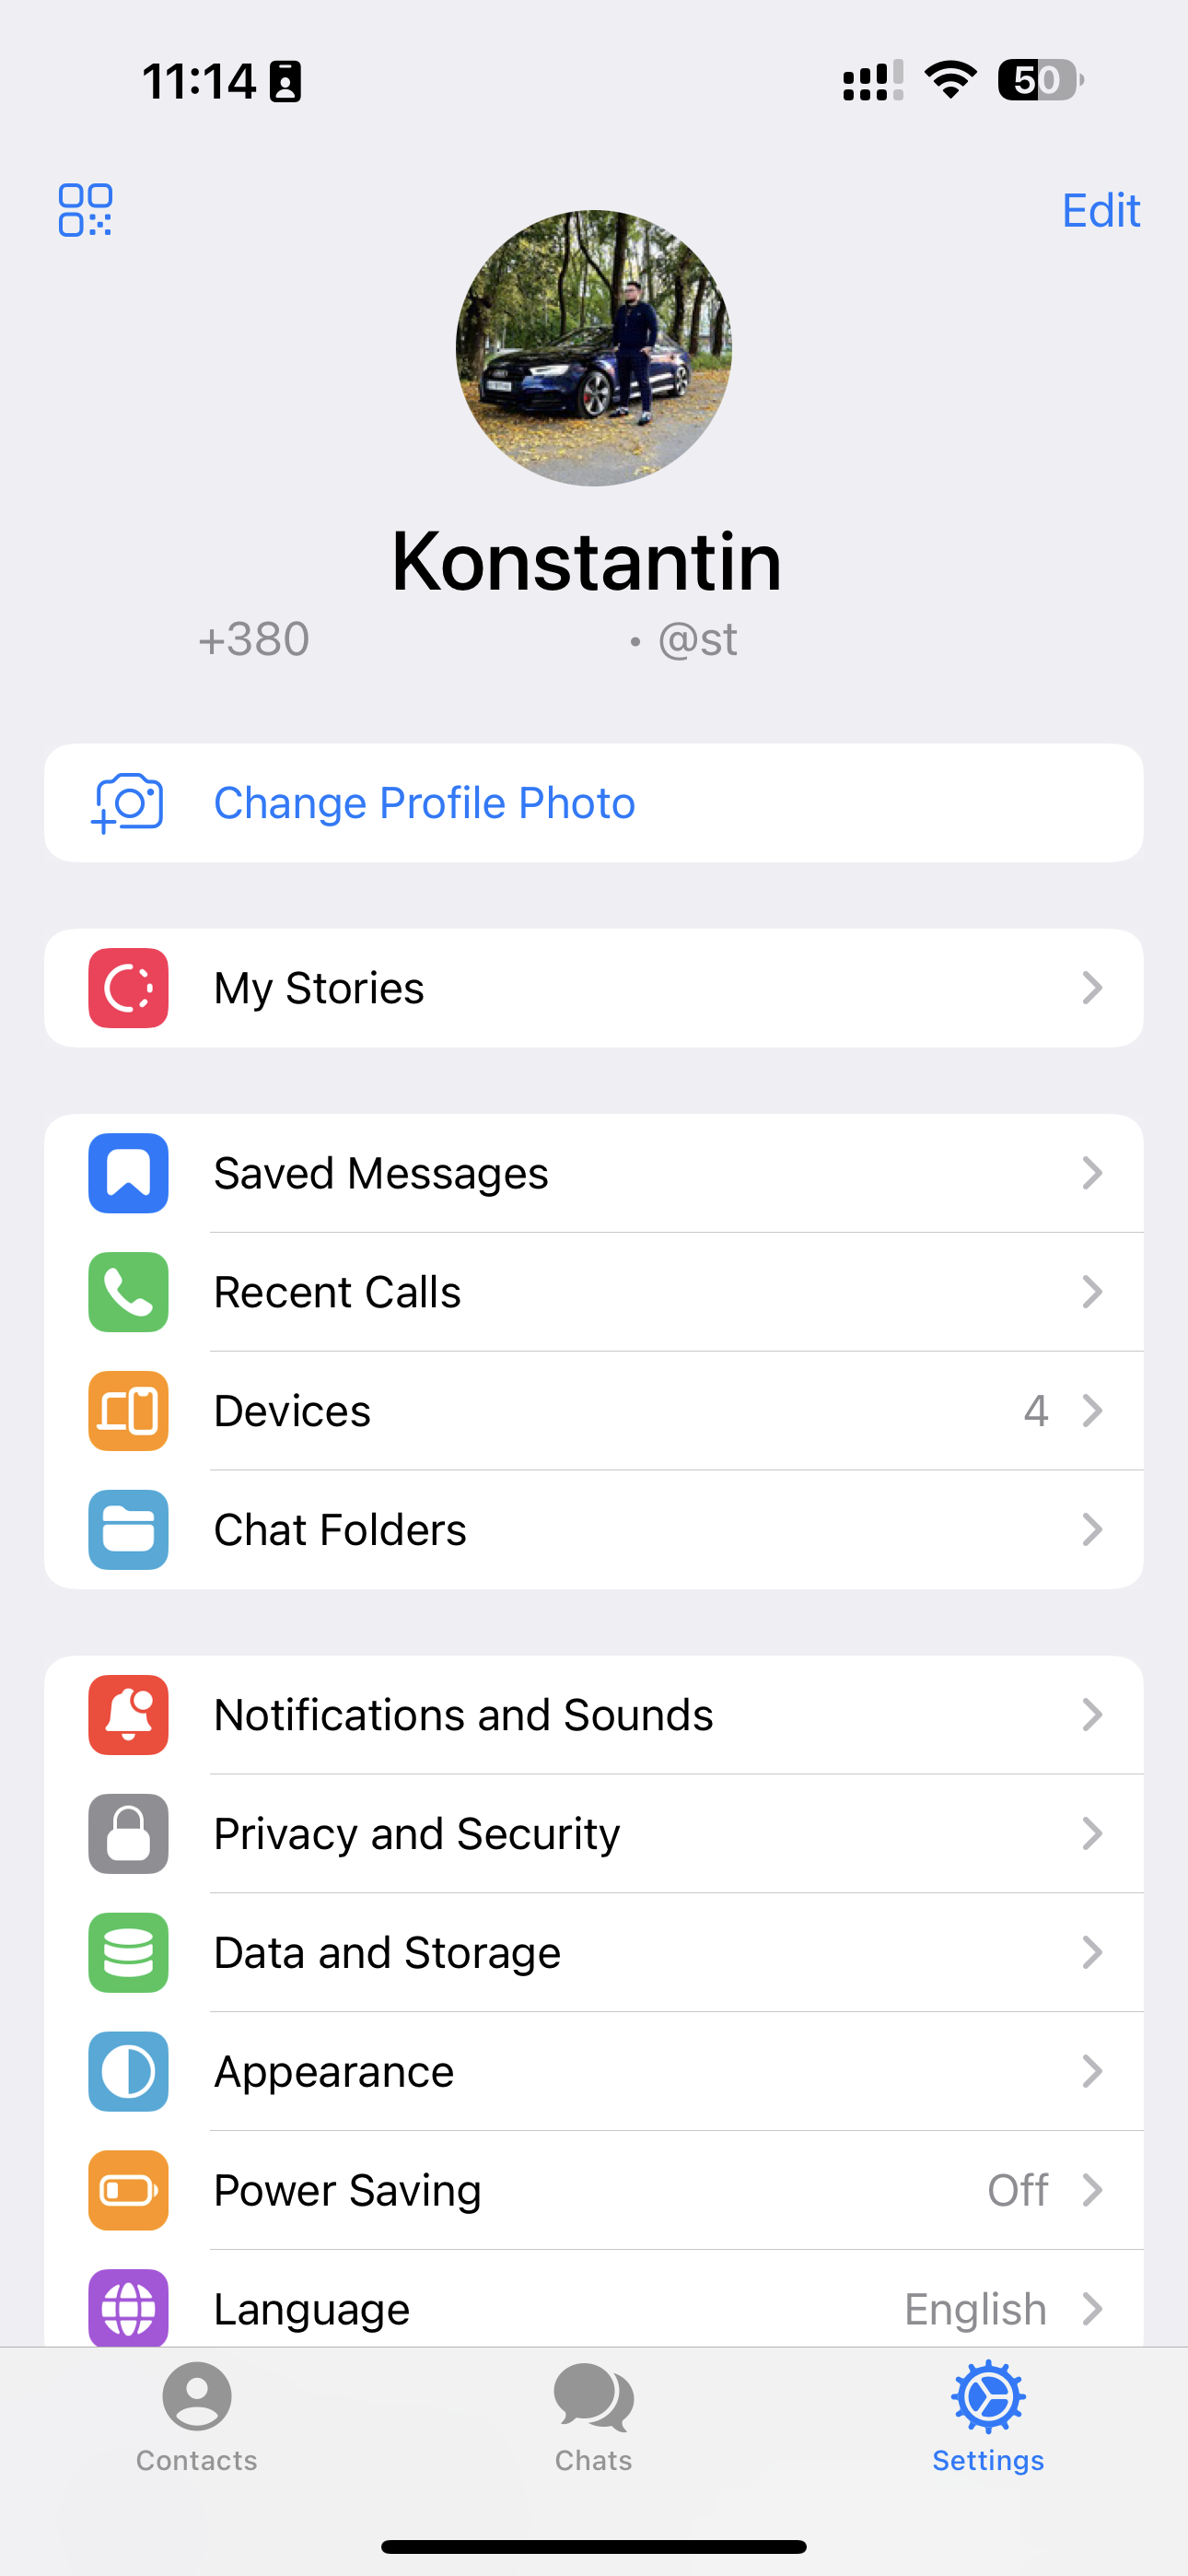 11:14
50
Edit
Konstantin
+380 • @st
Change Profile Photo
My Stories
Saved Messages
Recent Calls
Devices 4
Chat Folders
Notifications and Sounds
Privacy and Security
Data and Storage
Appearance
Power Saving Off
Language English
Contacts Chats Settings